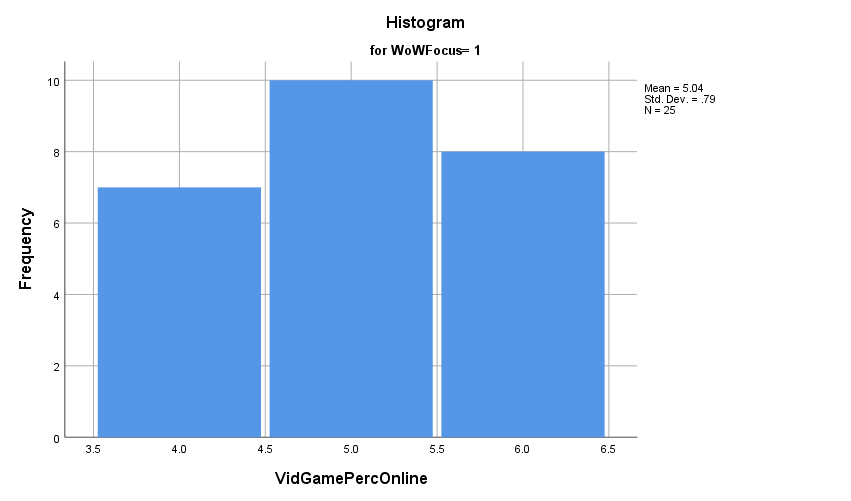 Histogram
for WoWFocus= 1
Mean = 5.04
Std. Dev. = .79
N = 25
Frequency
10
8
6
4
2
0
3.5 4.0 4.5 5.0 5.5 6.0 6.5
VidGamePercOnline